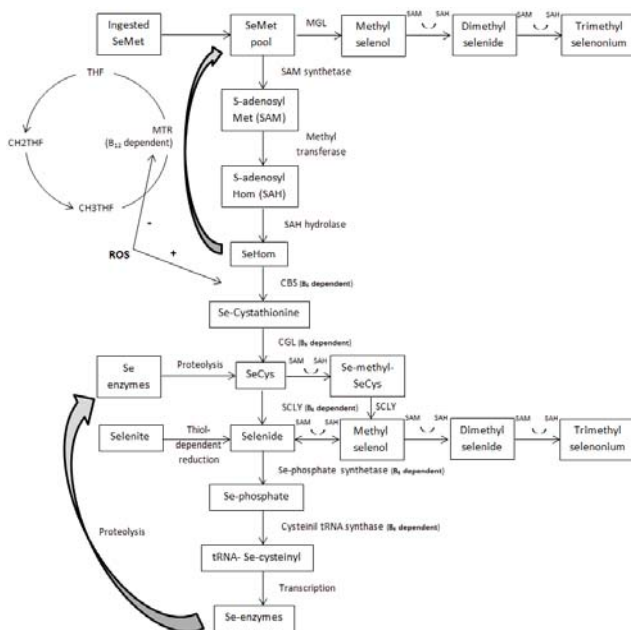 Ingested
SeMet
SeMet
pool
MGL
Methyl
selenol
SAM SAH
Dimethyl
selenide
SAM SAH
Trimethyl
selenonium
SAM synthetase
THF
S-adenosyl
Met (SAM)
MTR
(B12 dependent)
CH2THF
Methyl
transferase
S-adenosyl
Hom (SAH)
CH3THF
SAH hydrolase
-
ROS
+
SeHom
CBS (B6 dependent)
Se-Cystathionine
CGL (B6 dependent)
Se
enzymes
Proteolysis
SeCys
SAM SAH
Se-methyl-
SeCys
SCLY (B6 dependent)
SCLY
Selenite
Thiol-
dependent
reduction
Selenide
SAM SAH
Methyl
selenol
SAM SAH
Dimethyl
selenide
SAM SAH
Trimethyl
selenonium
Se-phosphate synthetase (B6 dependent)
Se-phosphate
Proteolysis
Cysteinil tRNA synthase (B6 dependent)
tRNA- Se-cysteinyl
Transcription
Se-enzymes